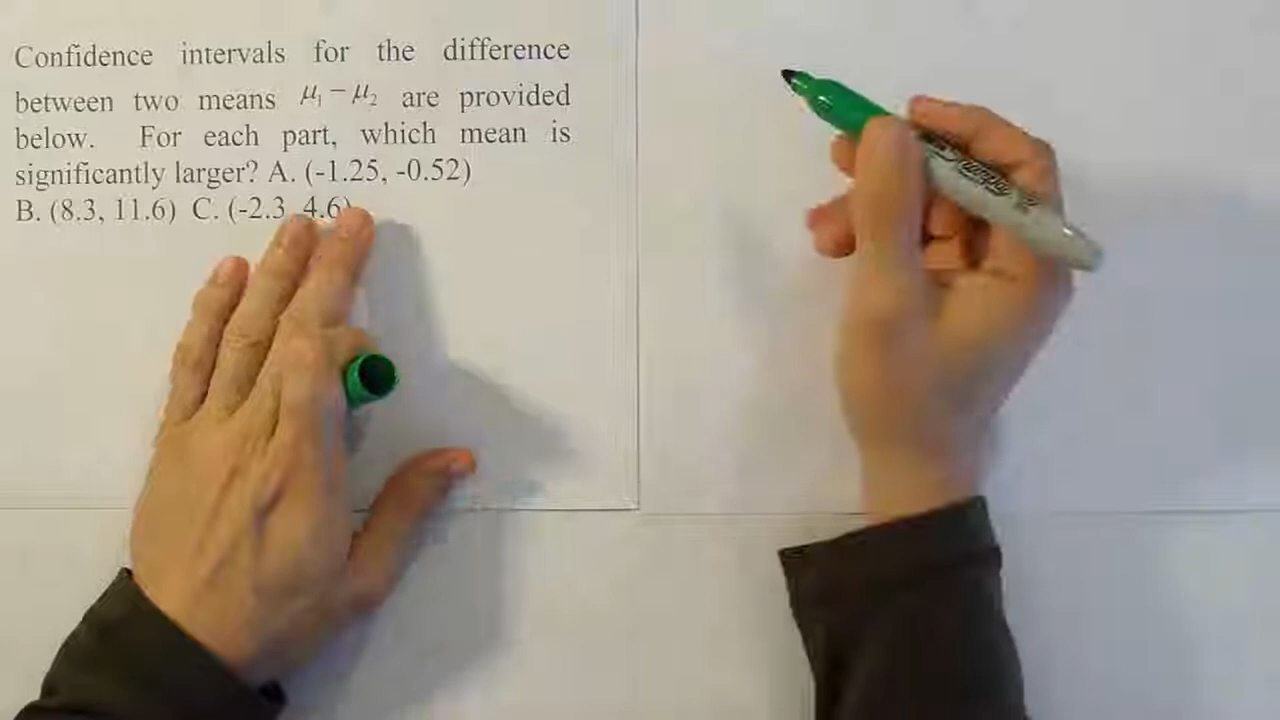 Confidence intervals for the difference
between two means μ₁ − μ₂ are provided
below. For each part, which mean is
significantly larger? A. (-1.25, -0.52)
B. (8.3, 11.6) C. (-2.3, 4.6)
Sharpie